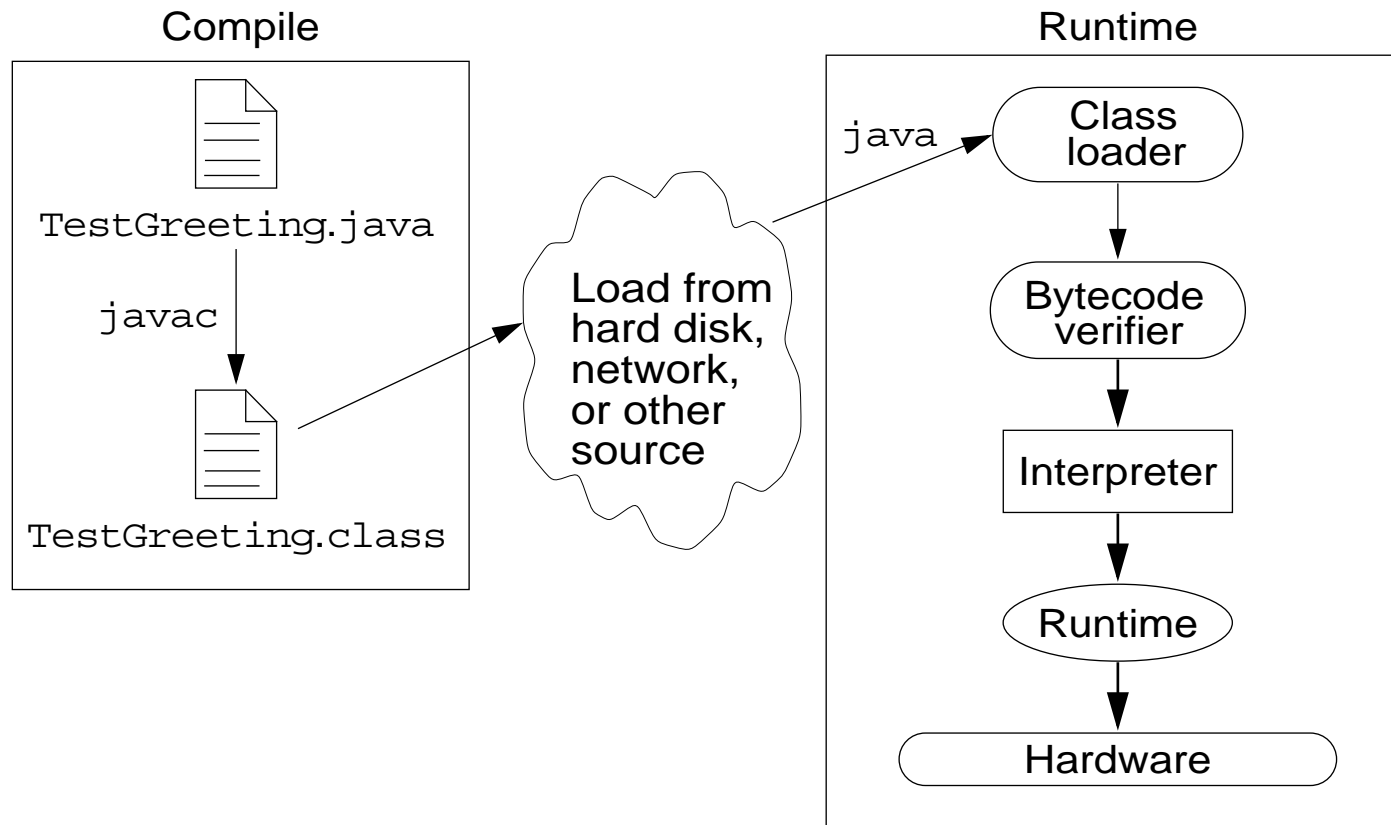 Compile
TestGreeting.java
javac
TestGreeting.class
Load from
hard disk,
network,
or other
source
Runtime
java
Class
loader
Bytecode
verifier
Interpreter
Runtime
Hardware